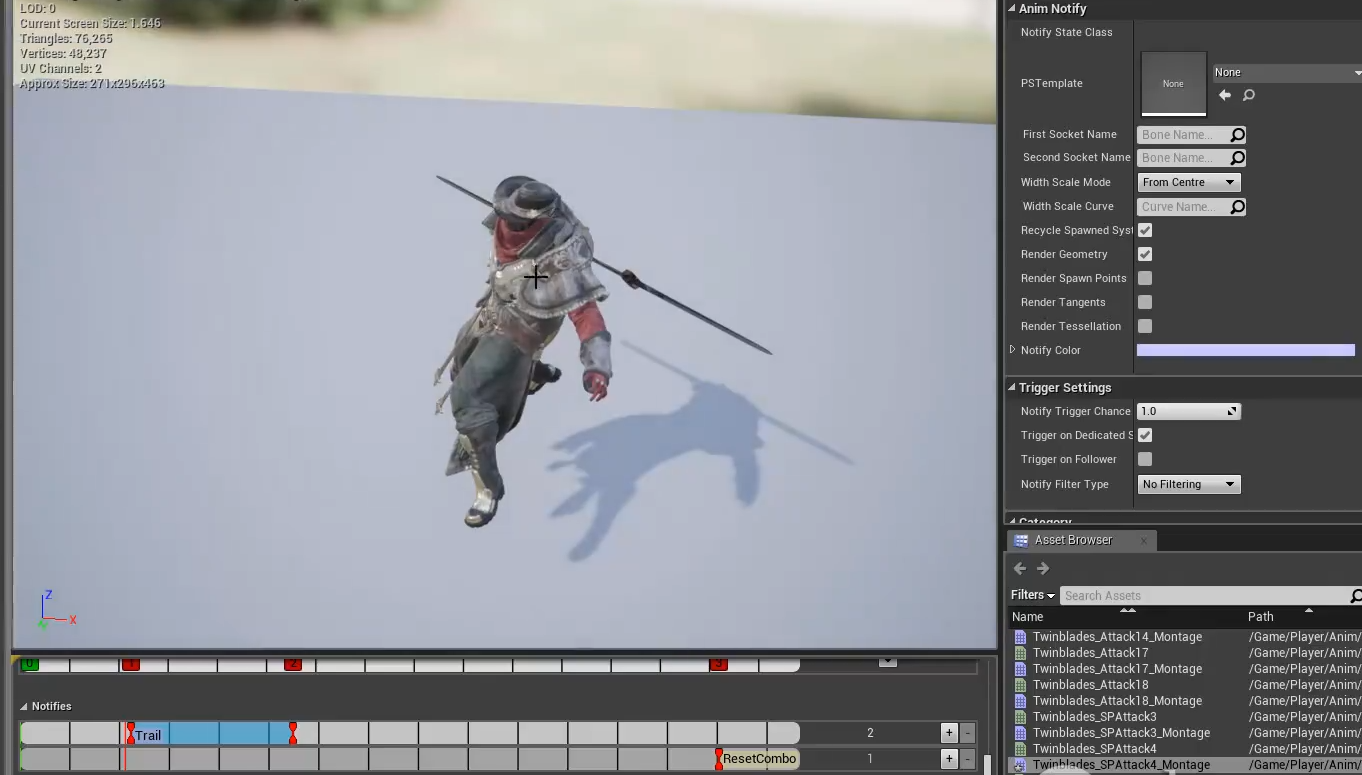 LOD: 0
Current Screen Size: 1.546
Triangles: 76,265
Vertices: 48,237
UV Channels: 2
Approx Size: 271x296x463
Z
X
Anim Notify
Notify State Class
PSTemplate
None
None
First Socket Name
Bone Name...
Second Socket Name
Bone Name...
Width Scale Mode
From Centre
Width Scale Curve
Curve Name...
Recycle Spawned Syst
Render Geometry
Render Spawn Points
Render Tangents
Render Tessellation
Notify Color
Trigger Settings
Notify Trigger Chance
1.0
Trigger on Dedicated S
Trigger on Follower
Notify Filter Type
No Filtering
Category
Asset Browser
Filters
Search Assets
Name
Path
Twinblades_Attack14_Montage /Game/Player/Anim/
Twinblades_Attack17 /Game/Player/Anim/
Twinblades_Attack17_Montage /Game/Player/Anim/
Twinblades_Attack18 /Game/Player/Anim/
Twinblades_Attack18_Montage /Game/Player/Anim/
Twinblades_SPAttack3 /Game/Player/Anim/
Twinblades_SPAttack3_Montage /Game/Player/Anim/
Twinblades_SPAttack4 /Game/Player/Anim/
Twinblades_SPAttack4_Montage /Game/Player/Anim/
0 1 2
Notifies
Trail
2
ResetCombo
1